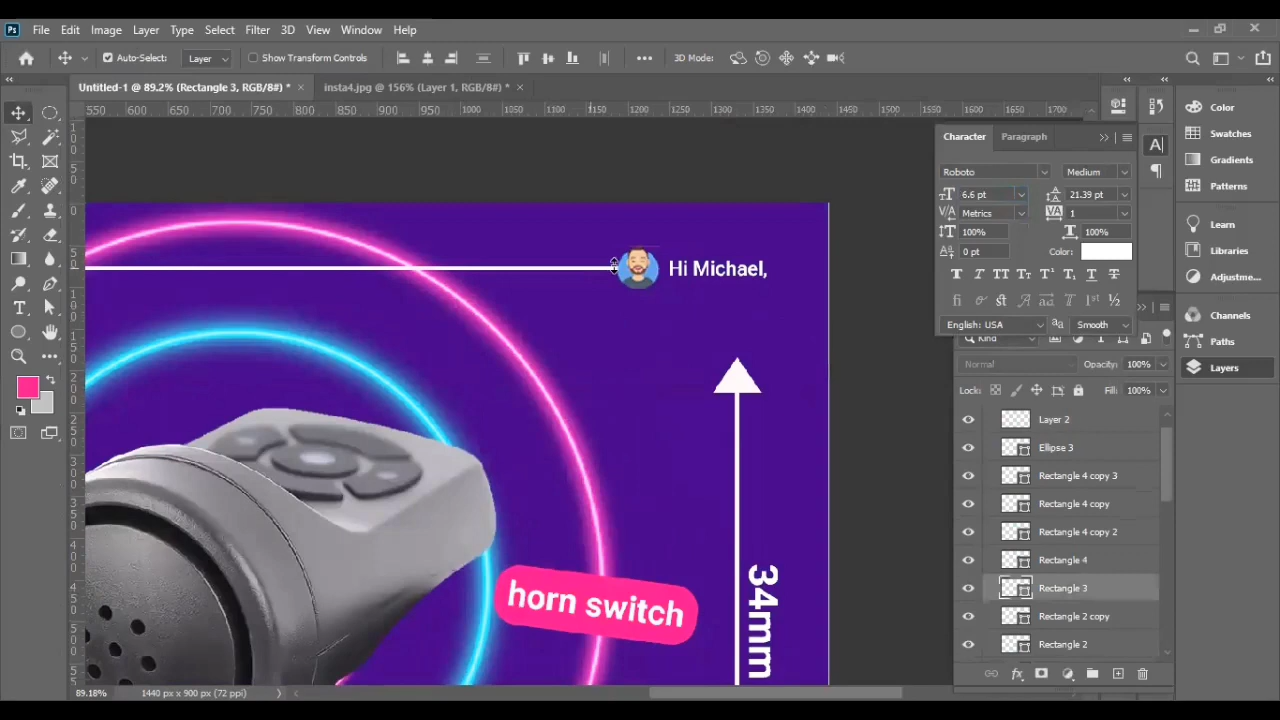 Ps File Edit Image Layer Type Select Filter 3D View Window Help
Auto-Select: Layer Show Transform Controls 3D Mode:
Untitled-1 @ 89.2% (Rectangle 3, RGB/8#) * × insta4.jpg @ 156% (Layer 1, RGB/8#) * ×
550 600 650 700 750 800 850 900 950 1000 1050 1100 1150 1200 1250 1300 1350 1400 1450 1500 1550 1600 1650 1700
Hi Michael,
34mm
horn switch
Character Paragraph
Roboto Medium
6.6 pt 21.39 pt
Metrics 1
100% 100%
0 pt Color:
English: USA aa Smooth
Kind
Normal Opacity: 100%
Lock: Fill: 100%
Layer 2
Ellipse 3
Rectangle 4 copy 3
Rectangle 4 copy
Rectangle 4 copy 2
Rectangle 4
Rectangle 3
Rectangle 2 copy
Rectangle 2
Color
Swatches
Gradients
Patterns
Learn
Libraries
Adjustme...
Channels
Paths
Layers
89.18% 1440 px x 900 px (72 ppi)